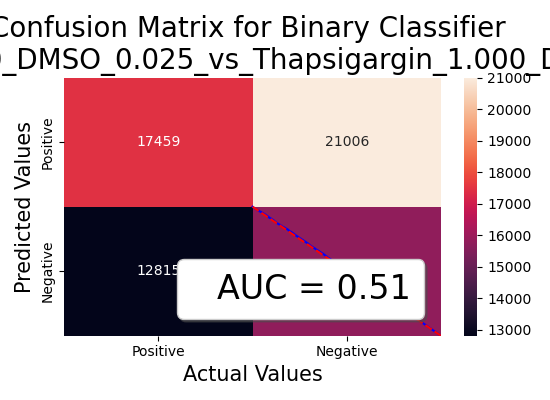 Confusion Matrix for Binary Classifier
_DMSO_0.025_vs_Thapsigargin_1.000_D
Predicted Values
Positive
Negative
17459
21006
12815
AUC = 0.51
Positive
Negative
Actual Values
21000
20000
19000
18000
17000
16000
15000
14000
13000